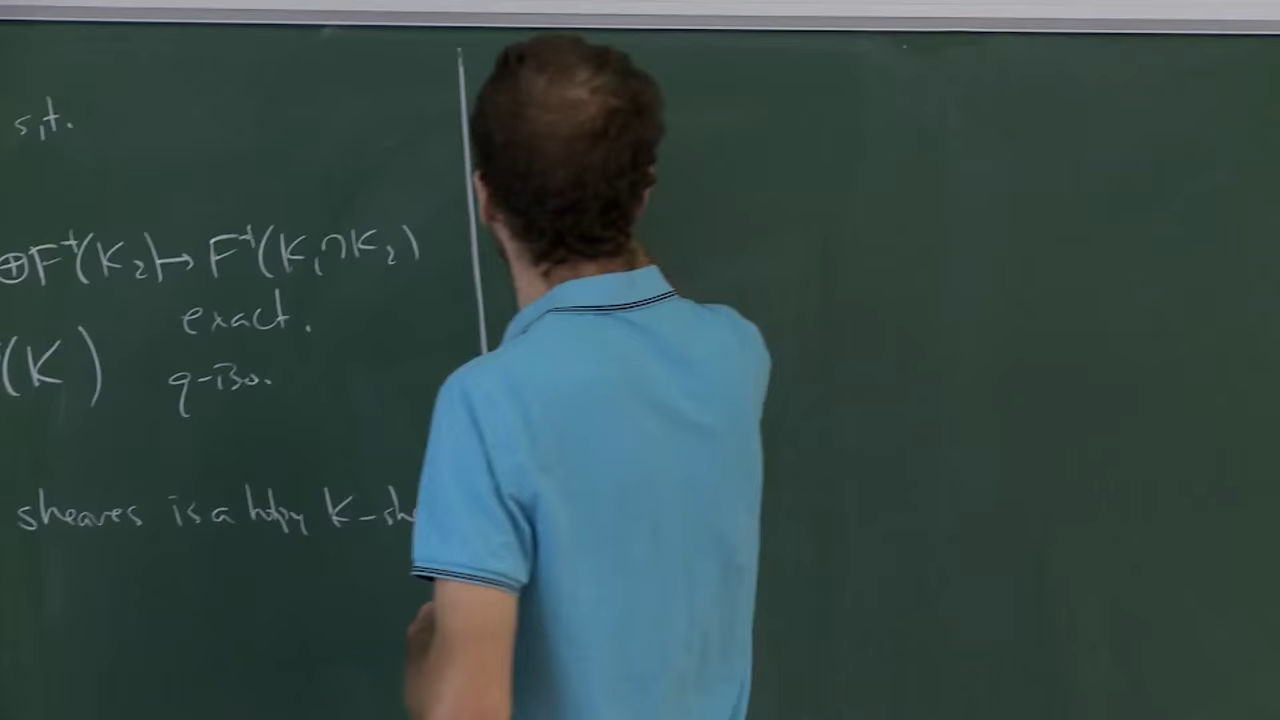 s.t.
⊕F⁺(K₂) → F⁺(K₁∩K₂)
exact.
(K) q-iso.
sheaves is a htpy K-sh